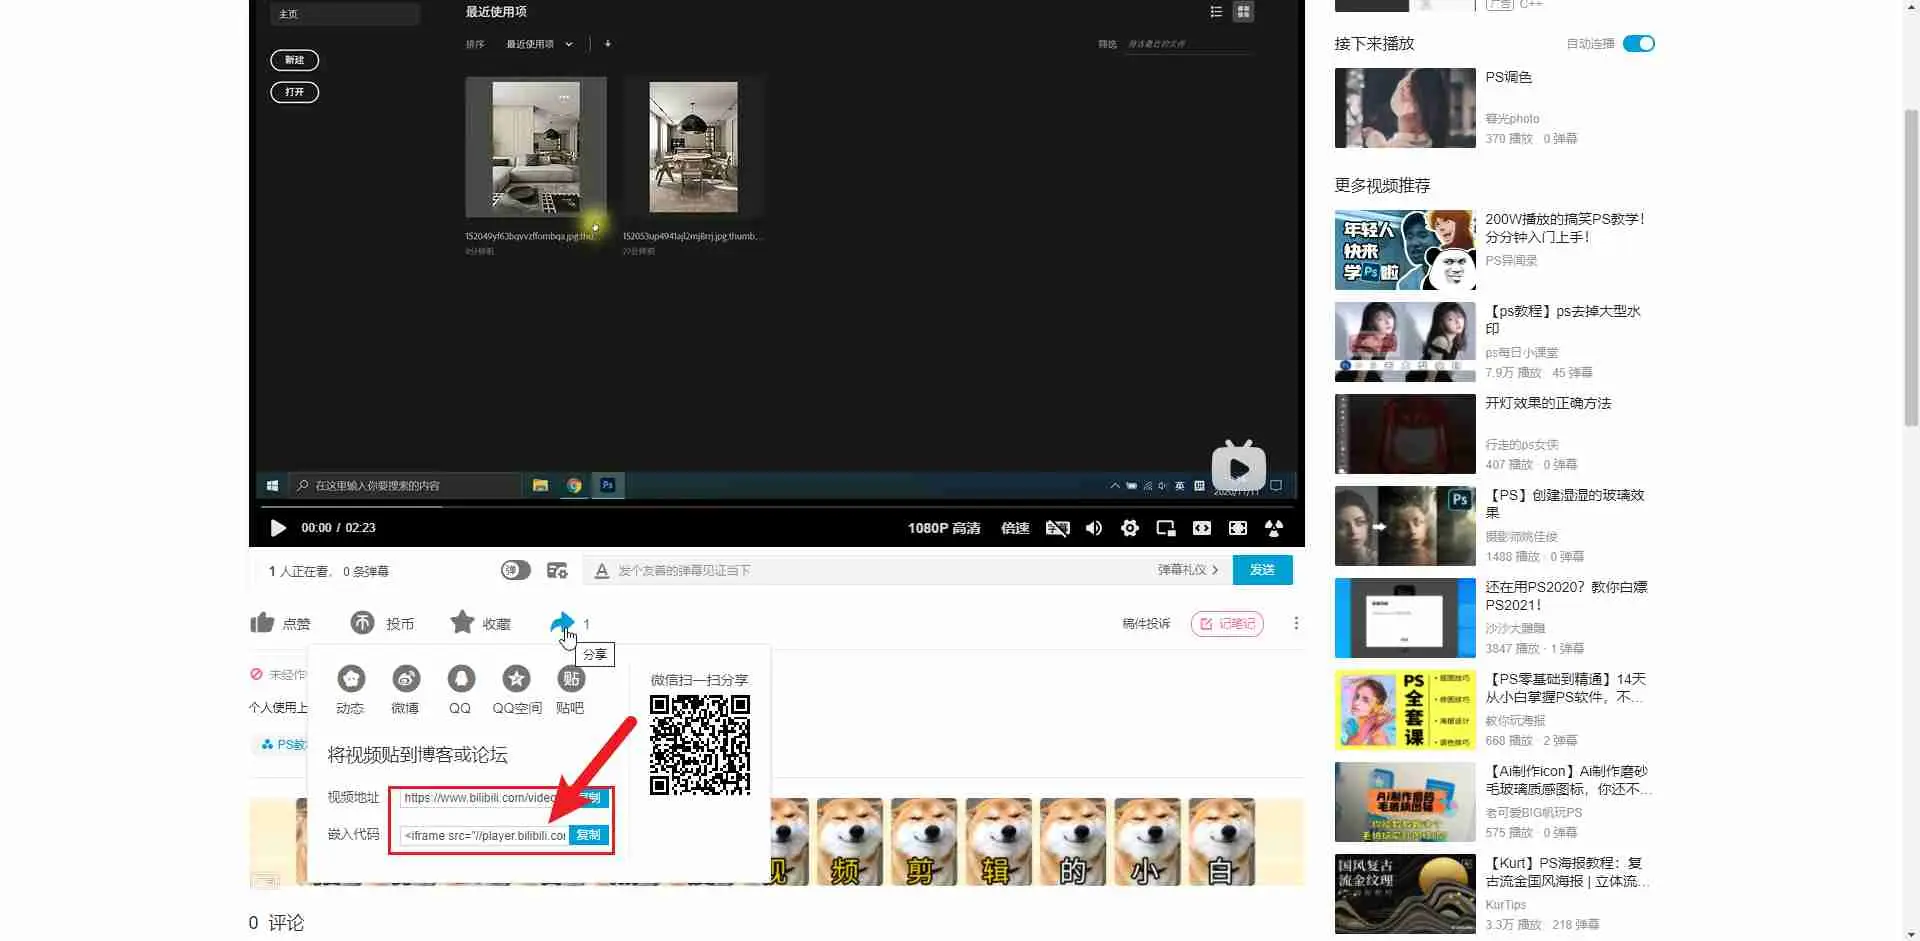 主页
新建
打开
最近使用项
排序 最近使用项
筛选
152049yf63bqvvzffombqa.jpg.thu...
152053up4941ajl2mj8rrj.jpg.thumb...
在这里输入你要搜索的内容
英
2020/11/11
00:00 / 02:23
1080P 高清 倍速
1 人正在看，0 条弹幕
弹
发个友善的弹幕见证当下
弹幕礼仪 >
发送
点赞 投币 收藏 1
稿件投诉 记笔记
分享
未经作
个人使用上
PS教
动态 微博 QQ QQ空间 贴吧
贴
微信扫一扫分享
将视频贴到博客或论坛
视频地址 https://www.bilibili.com/video
嵌入代码 <iframe src="//player.bilibili.co 复制
频 剪 辑 的 小 白
0 评论
广告 C++
接下来播放 自动连播
PS调色
容光photo
370 播放 · 0 弹幕
更多视频推荐
年轻人
快来
学Ps啦
200W播放的搞笑PS教学！
分分钟入门上手！
PS异闻录
【ps教程】ps去掉大型水
印
ps每日小课堂
7.9万 播放 · 45 弹幕
开灯效果的正确方法
行走的ps女侠
407 播放 · 0 弹幕
Ps
【PS】创建湿湿的玻璃效
果
摄影师姚佳俊
1488 播放 · 0 弹幕
还在用PS2020？教你白嫖
PS2021！
沙沙大雕雕
3847 播放 · 1 弹幕
PS
全
套
课
【PS零基础到精通】14天
从小白掌握PS软件，不...
教你玩海报
668 播放 · 2 弹幕
【Ai制作icon】Ai制作磨砂
毛玻璃质感图标，你还不...
老可爱BIG帆玩PS
575 播放 · 0 弹幕
国风复古
流金纹理
【Kurt】PS海报教程：复
古流金国风海报 | 立体流...
KurTips
3.3万 播放 · 218 弹幕